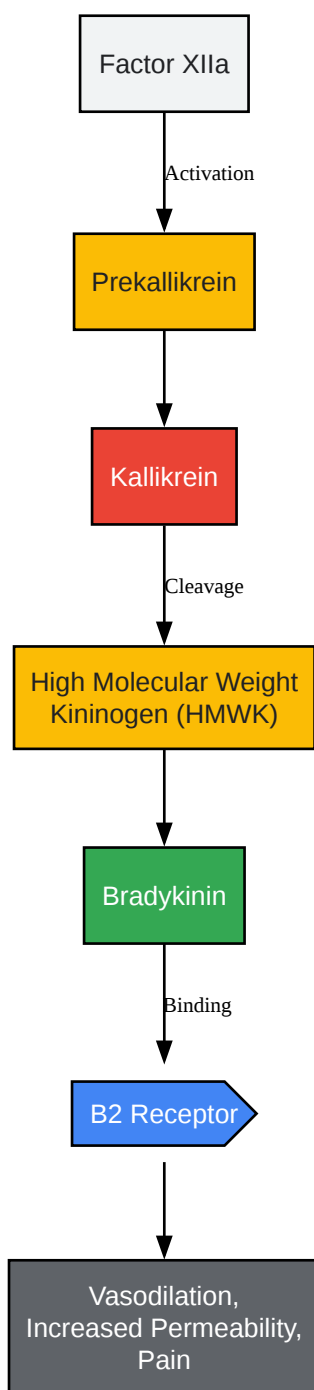 Factor XIIa
Activation
Prekallikrein
Kallikrein
Cleavage
High Molecular Weight
Kininogen (HMWK)
Bradykinin
Binding
B2 Receptor
Vasodilation,
Increased Permeability,
Pain